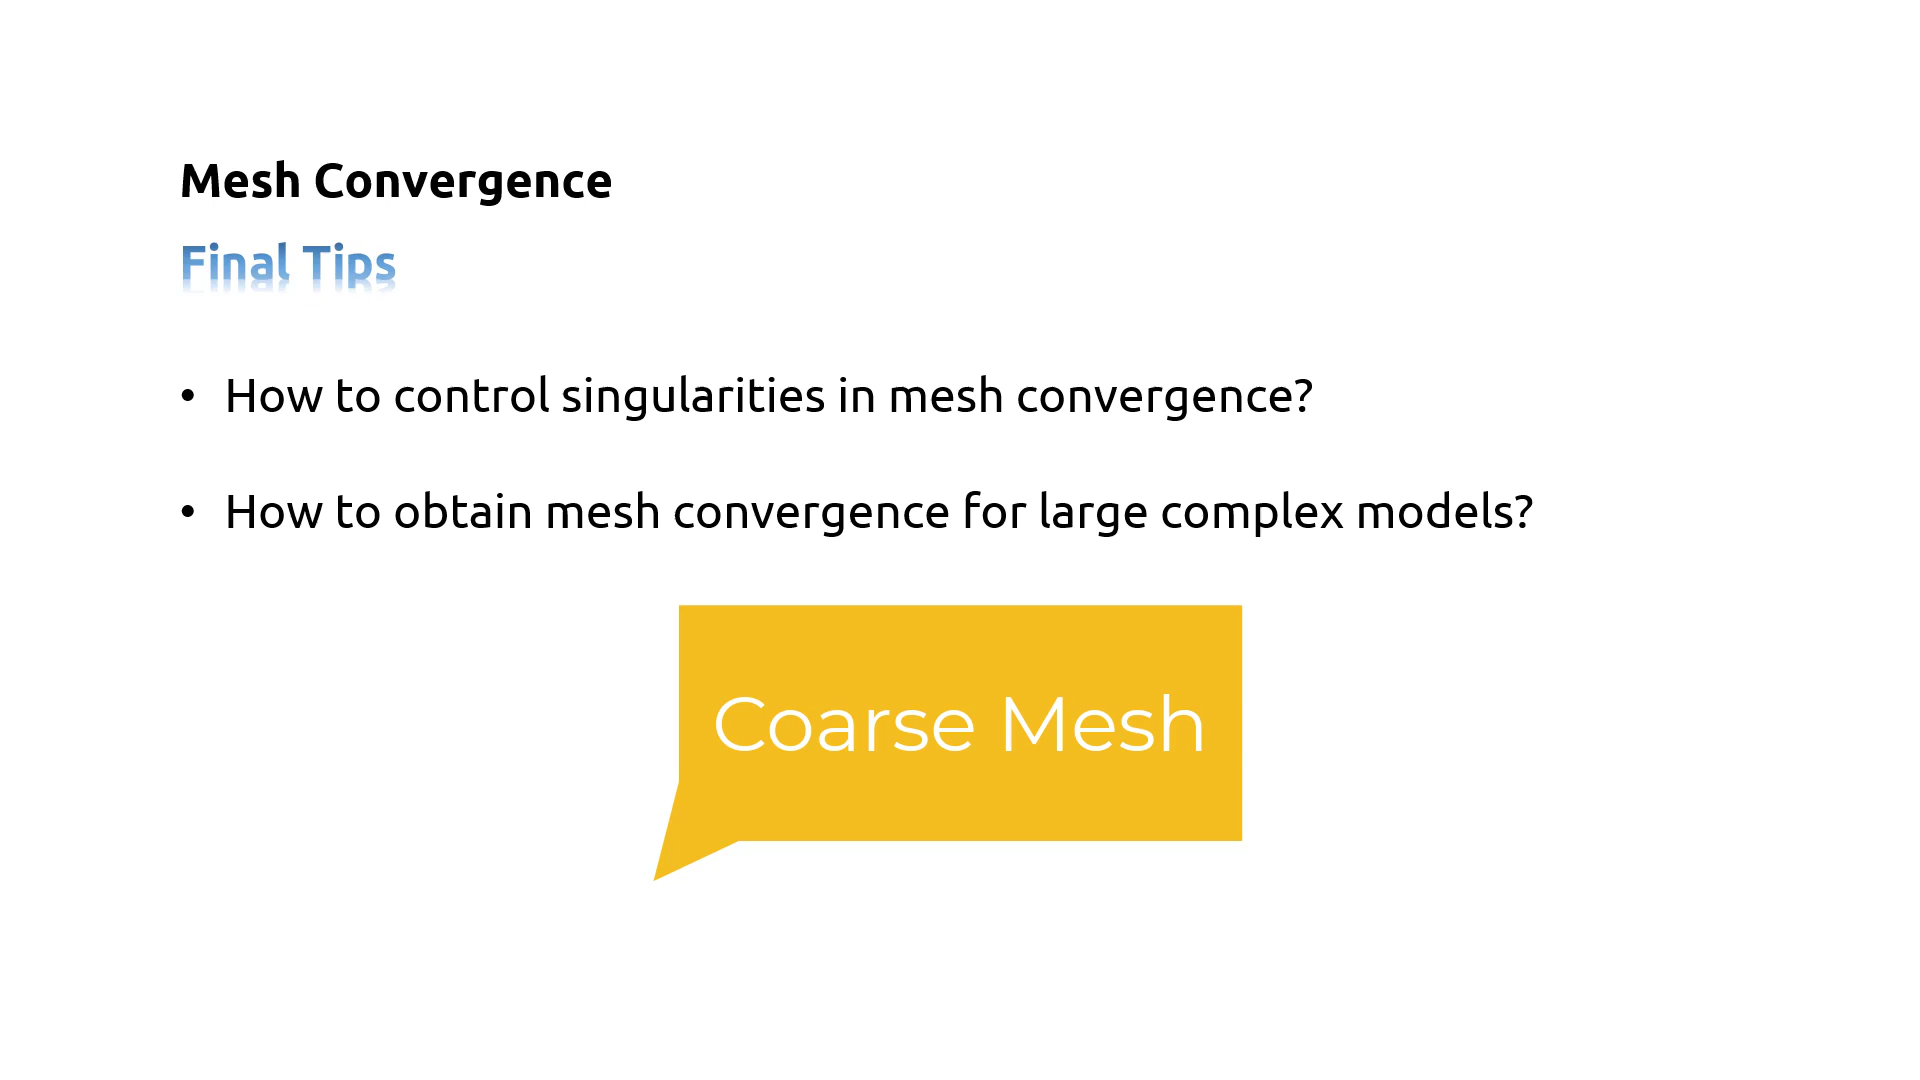 Mesh Convergence
Final Tips
• How to control singularities in mesh convergence?
• How to obtain mesh convergence for large complex models?
Coarse Mesh